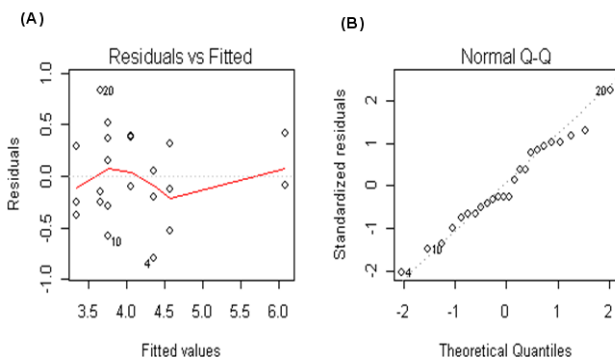 (A)
Residuals vs Fitted
Residuals
1.0
0.5
0.0
-0.5
-1.0
20
10
4
3.5 4.0 4.5 5.0 5.5 6.0
Fitted values
(B)
Normal Q-Q
Standardized residuals
2
1
0
-1
-2
20
10
4
-2 -1 0 1 2
Theoretical Quantiles